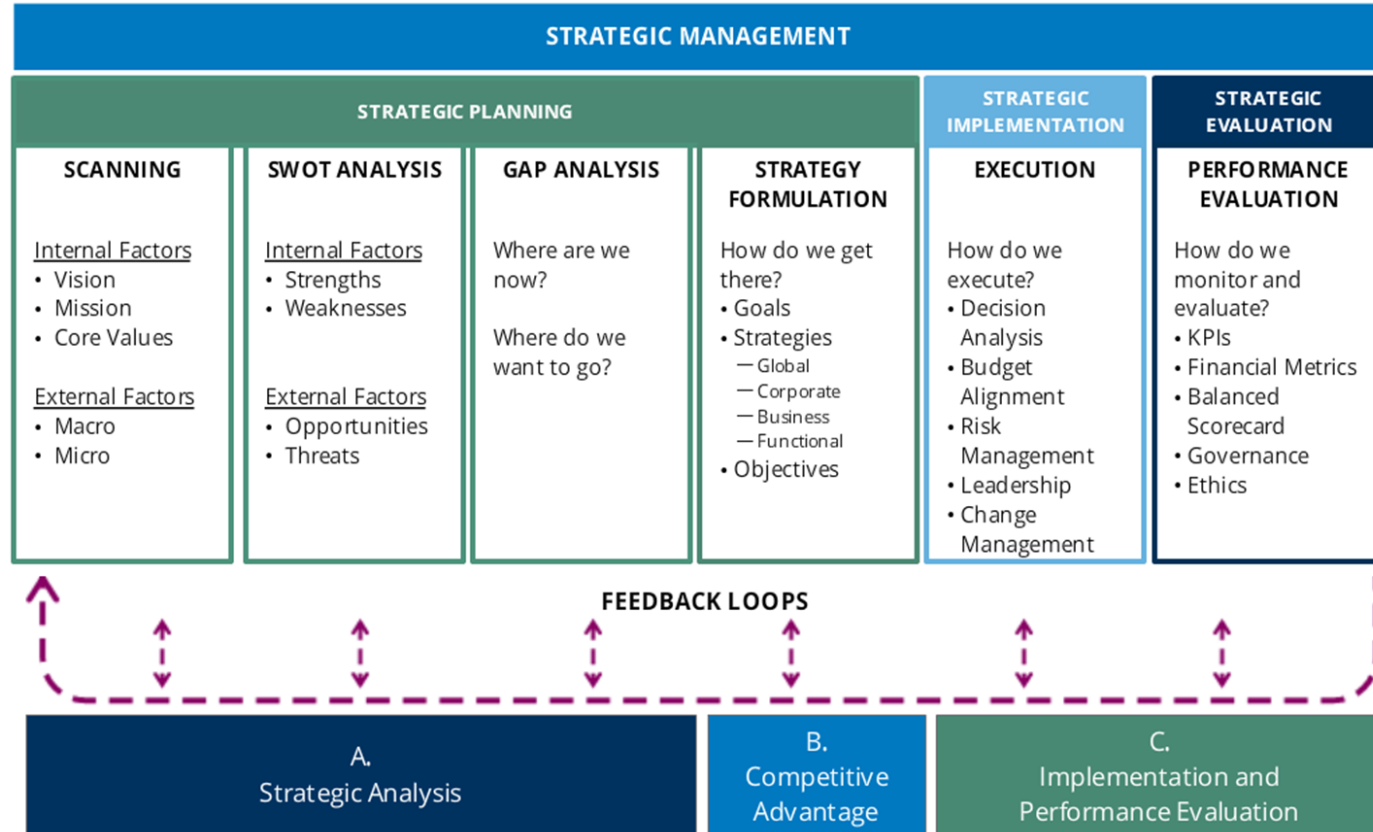 STRATEGIC MANAGEMENT
STRATEGIC PLANNING
STRATEGIC
IMPLEMENTATION
STRATEGIC
EVALUATION
SCANNING
Internal Factors
• Vision
• Mission
• Core Values
External Factors
• Macro
• Micro
SWOT ANALYSIS
Internal Factors
• Strengths
• Weaknesses
External Factors
• Opportunities
• Threats
GAP ANALYSIS
Where are we
now?
Where do we
want to go?
STRATEGY
FORMULATION
How do we get
there?
• Goals
• Strategies
— Global
— Corporate
— Business
— Functional
• Objectives
EXECUTION
How do we
execute?
• Decision
Analysis
• Budget
Alignment
• Risk
Management
• Leadership
• Change
Management
PERFORMANCE
EVALUATION
How do we
monitor and
evaluate?
• KPIs
• Financial Metrics
• Balanced
Scorecard
• Governance
• Ethics
FEEDBACK LOOPS
A.
Strategic Analysis
B.
Competitive
Advantage
C.
Implementation and
Performance Evaluation